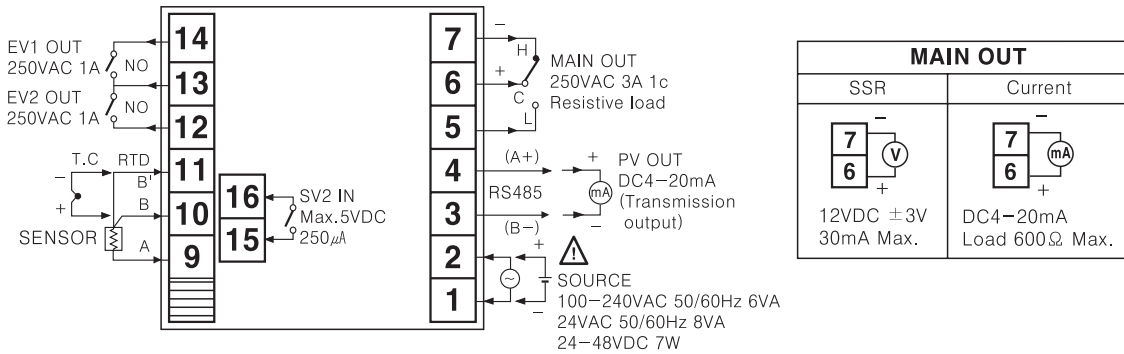 EV1 OUT
250VAC 1A
NO
EV2 OUT
250VAC 1A
NO
14
13
12
T.C RTD
−
+
B'
B
A
SENSOR
11
10
9
16
15
SV2 IN
Max.5VDC
250㎂
7
6
5
4
3
2
1
−
H
+
C
L
MAIN OUT
250VAC 3A 1c
Resistive load
(A+)
RS485
(B−)
+
mA
−
PV OUT
DC4−20mA
(Transmission
output)
+
−
!
SOURCE
100−240VAC 50/60Hz 6VA
24VAC 50/60Hz 8VA
24−48VDC 7W
MAIN OUT
SSR
−
7
6
V
+
12VDC ±3V
30mA Max.
Current
−
7
6
mA
+
DC4−20mA
Load 600Ω Max.